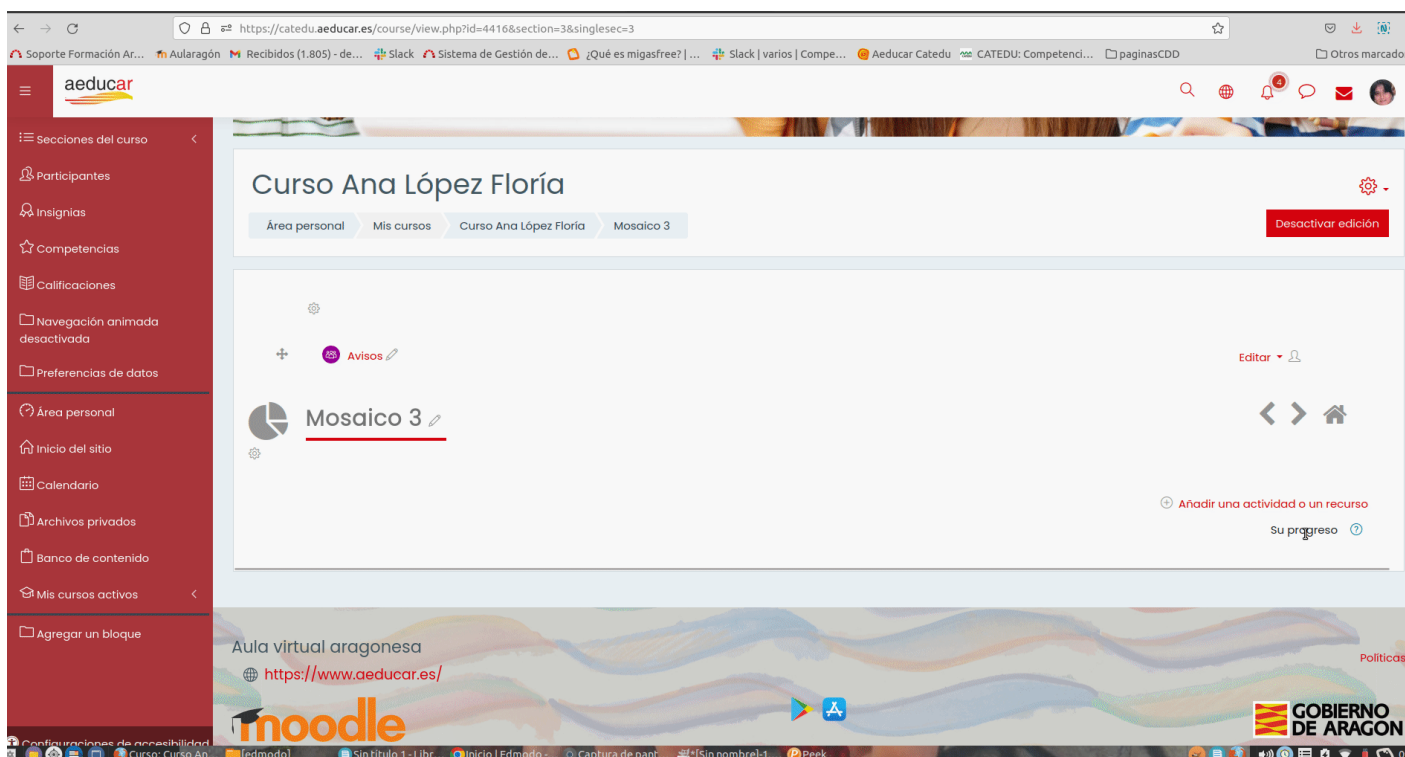 https://catedu.aeducar.es/course/view.php?id=4416&section=3&singlesec=3
Soporte Formación Ar... Aularagón Recibidos (1.805) - de... Slack Sistema de Gestión de... ¿Qué es migasfree? | ... Slack | varios | Compe... Aeducar Catedu CATEDU: Competenci... paginasCDD Otros marcado
aeducar
4
Secciones del curso
Participantes
Insignias
Competencias
Calificaciones
Navegación animada
desactivada
Preferencias de datos
Área personal
Inicio del sitio
Calendario
Archivos privados
Banco de contenido
Mis cursos activos
Agregar un bloque
Configuraciones de accesibilidad
Curso Ana López Floría
Área personal Mis cursos Curso Ana López Floría Mosaico 3
Desactivar edición
Avisos
Editar
Mosaico 3
Añadir una actividad o un recurso
Su progreso
Aula virtual aragonesa
https://www.aeducar.es/
Políticas
moodle
GOBIERNO
DE ARAGON
Curso: Curso An... [edmodo] Sin título 1 - Libr... Inicio | Edmodo - ... Captura de pant... *[Sin nombre]-1... Peek